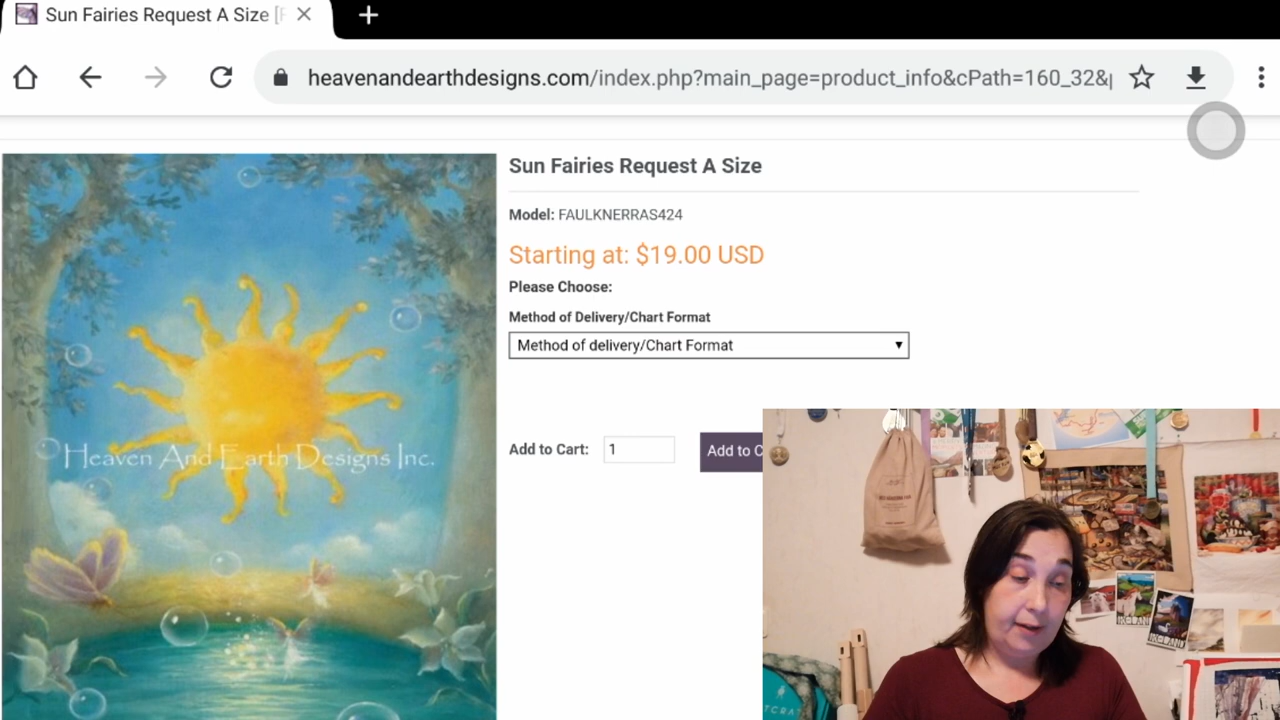 Sun Fairies Request A Size [
heavenandearthdesigns.com/index.php?main_page=product_info&cPath=160_32&
Sun Fairies Request A Size
Model: FAULKNERRAS424
Starting at: $19.00 USD
Please Choose:
Method of Delivery/Chart Format
Method of delivery/Chart Format
Add to Cart: 1
Add to C
Heaven And Earth Designs Inc.
IRELAND
IRELAND